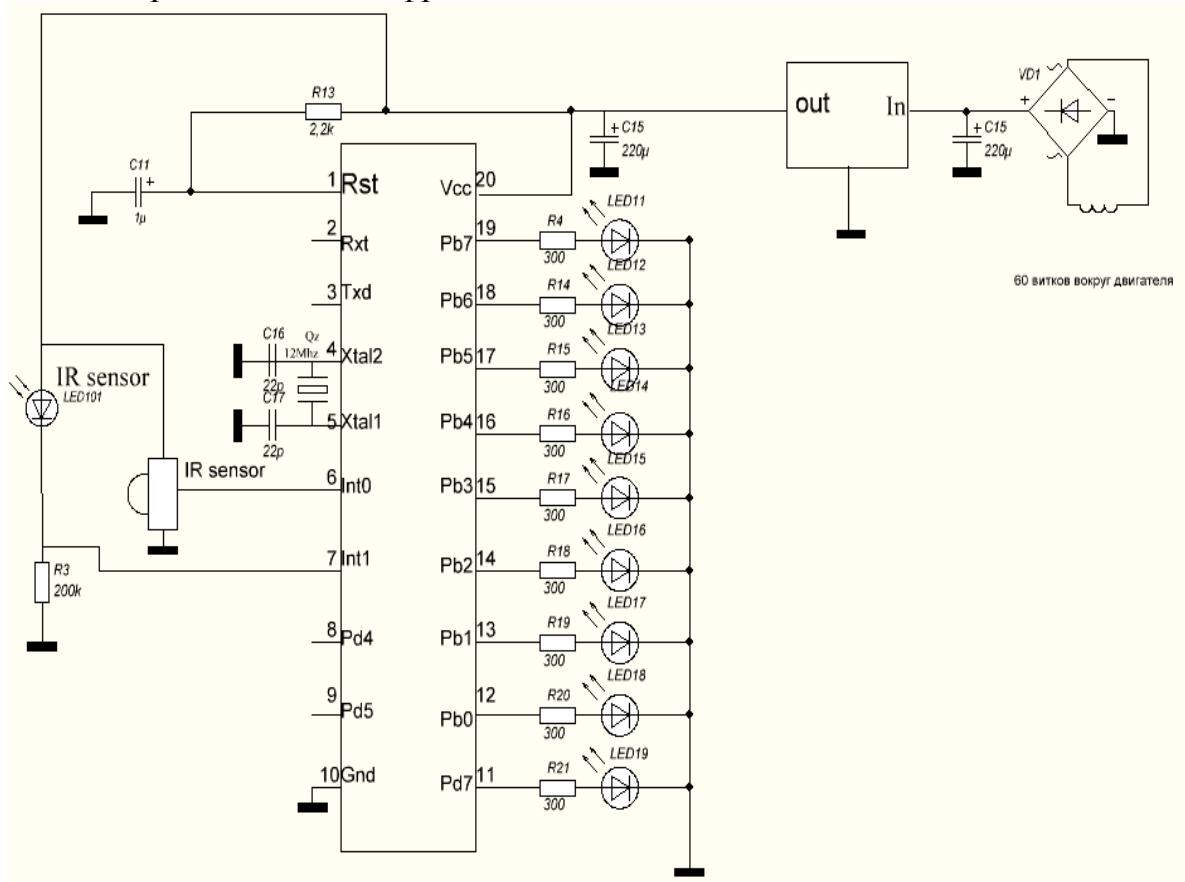 R13
2,2k
C11
+
1µ
1
Rst
2
Rxt
3
Txd
C16
Qz
12Mhz
4
Xtal2
22p
C17
5
Xtal1
22p
IR sensor
LED101
IR sensor
6
Int0
7
Int1
R3
200k
8
Pd4
9
Pd5
10
Gnd
Vcc
20
Pb7
19
R4
300
LED11
Pb6
18
R14
300
LED12
Pb5
17
R15
300
LED13
Pb4
16
R16
300
LED14
Pb3
15
R17
300
LED15
Pb2
14
R18
300
LED16
Pb1
13
R19
300
LED17
Pb0
12
R20
300
LED18
Pd7
11
R21
300
LED19
+
C15
220µ
out
In
+
C15
220µ
VD1
+
-
60 витков вокруг двигателя